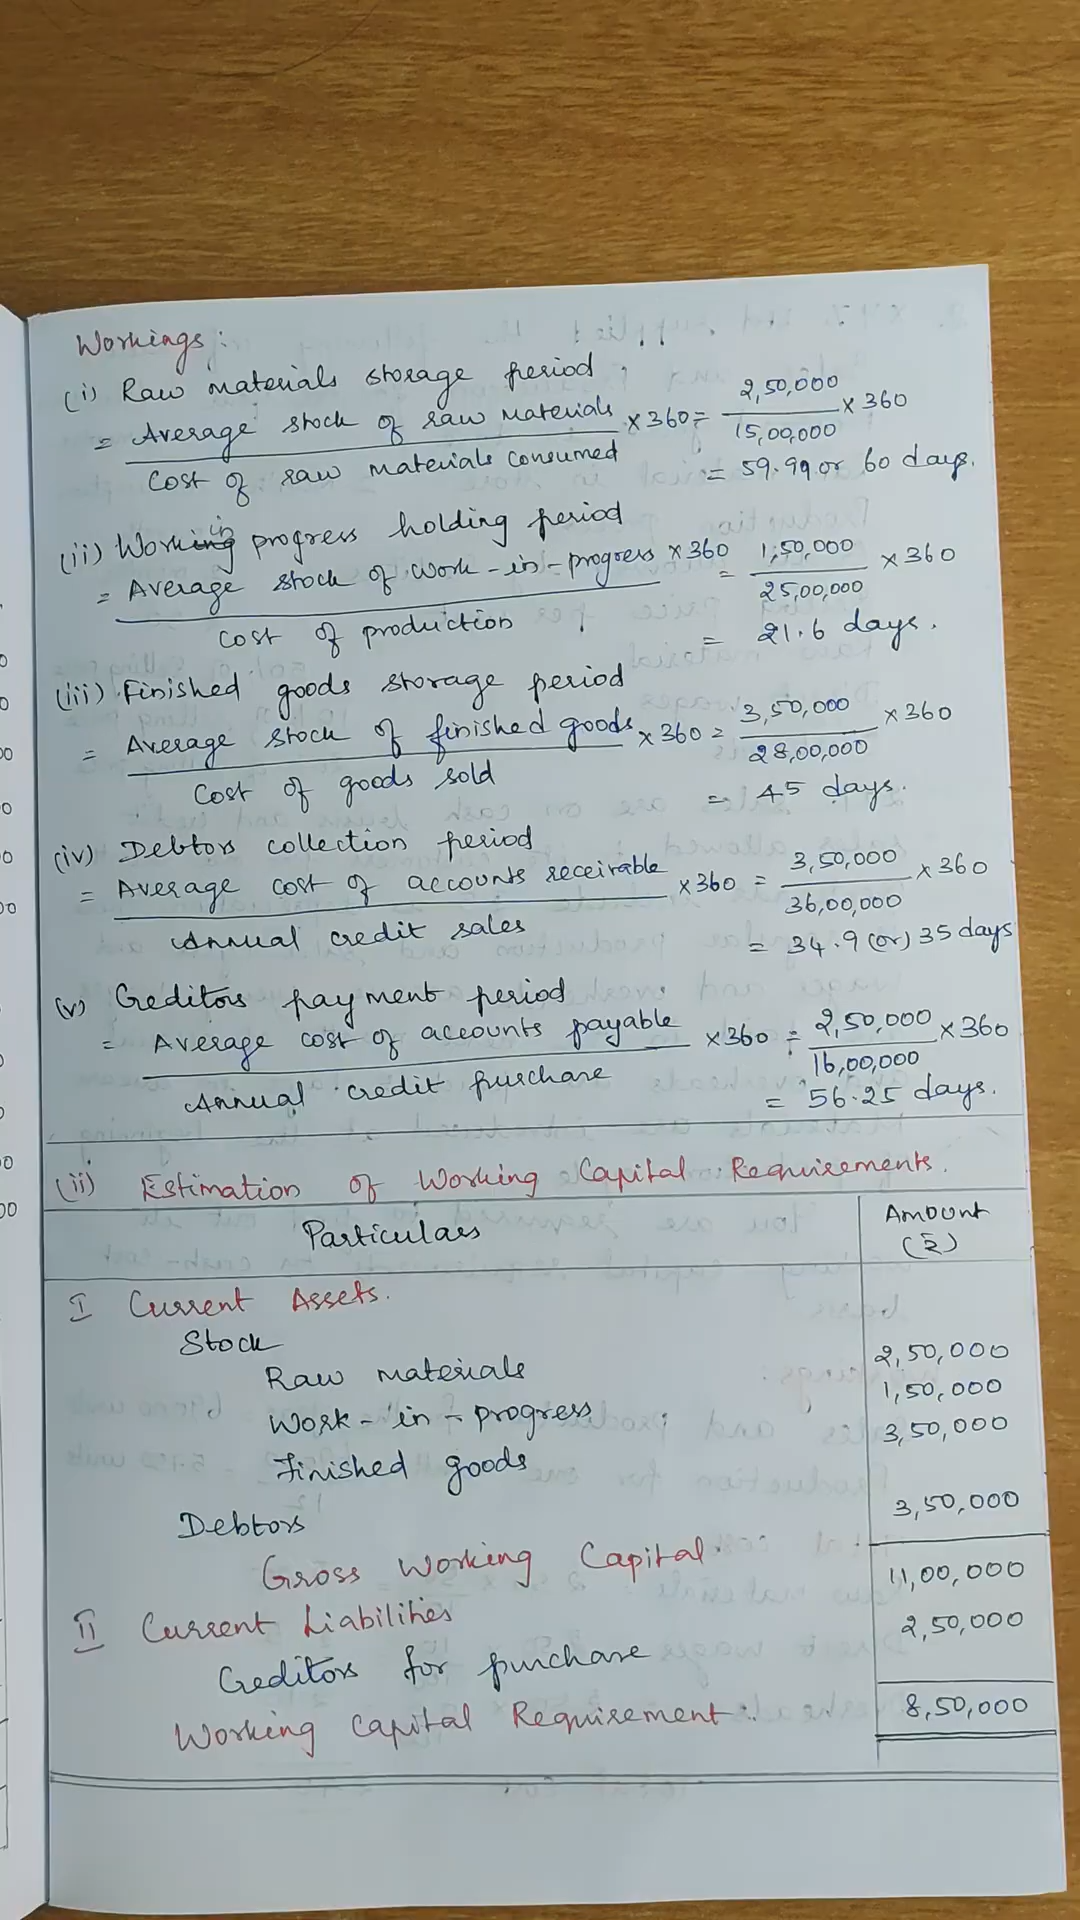 Workings:
(i) Raw materials storage period.
= Average stock of raw materials / Cost of raw materials consumed × 360 = 2,50,000 / 15,00,000 × 360
= 59.99 or 60 days.
(ii) Work in progress holding period
= Average stock of work-in-progress / cost of production × 360 = 1,50,000 / 25,00,000 × 360
= 21.6 days.
(iii) Finished goods storage period
= Average stock of finished goods / Cost of goods sold × 360 = 3,50,000 / 28,00,000 × 360
= 45 days.
(iv) Debtors collection period
= Average cost of accounts receivable / Annual credit sales × 360 = 3,50,000 / 36,00,000 × 360
= 34.9 (or) 35 days
(v) Creditors payment period
= Average cost of accounts payable / Annual credit purchase × 360 = 2,50,000 / 16,00,000 × 360
= 56.25 days.
(ii) Estimation of Working Capital Requirements.
Particulars Amount (₹)
I Current Assets.
Stock
Raw materials 2,50,000
Work-in-progress 1,50,000
Finished goods 3,50,000
Debtors 3,50,000
Gross Working Capital. 11,00,000
II Current Liabilities
Creditors for purchase 2,50,000
Working Capital Requirement. 8,50,000